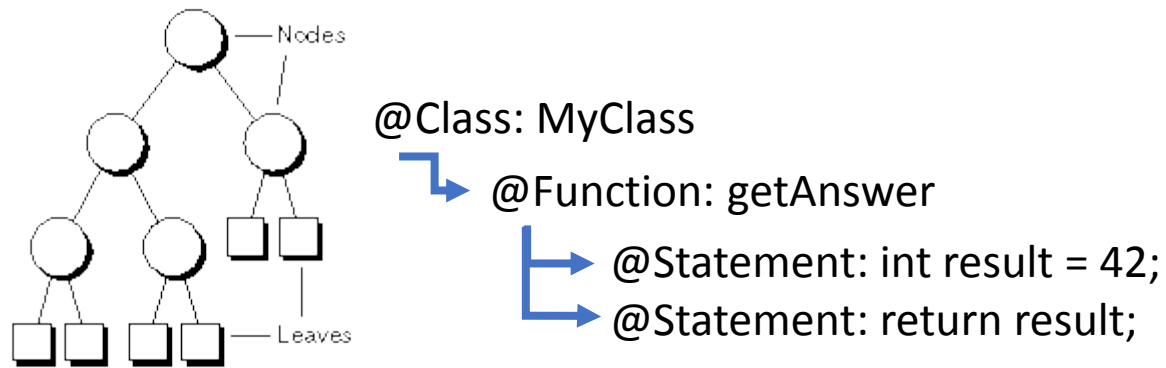 Nodes
@Class: MyClass
@Function: getAnswer
@Statement: int result = 42;
@Statement: return result;
Leaves